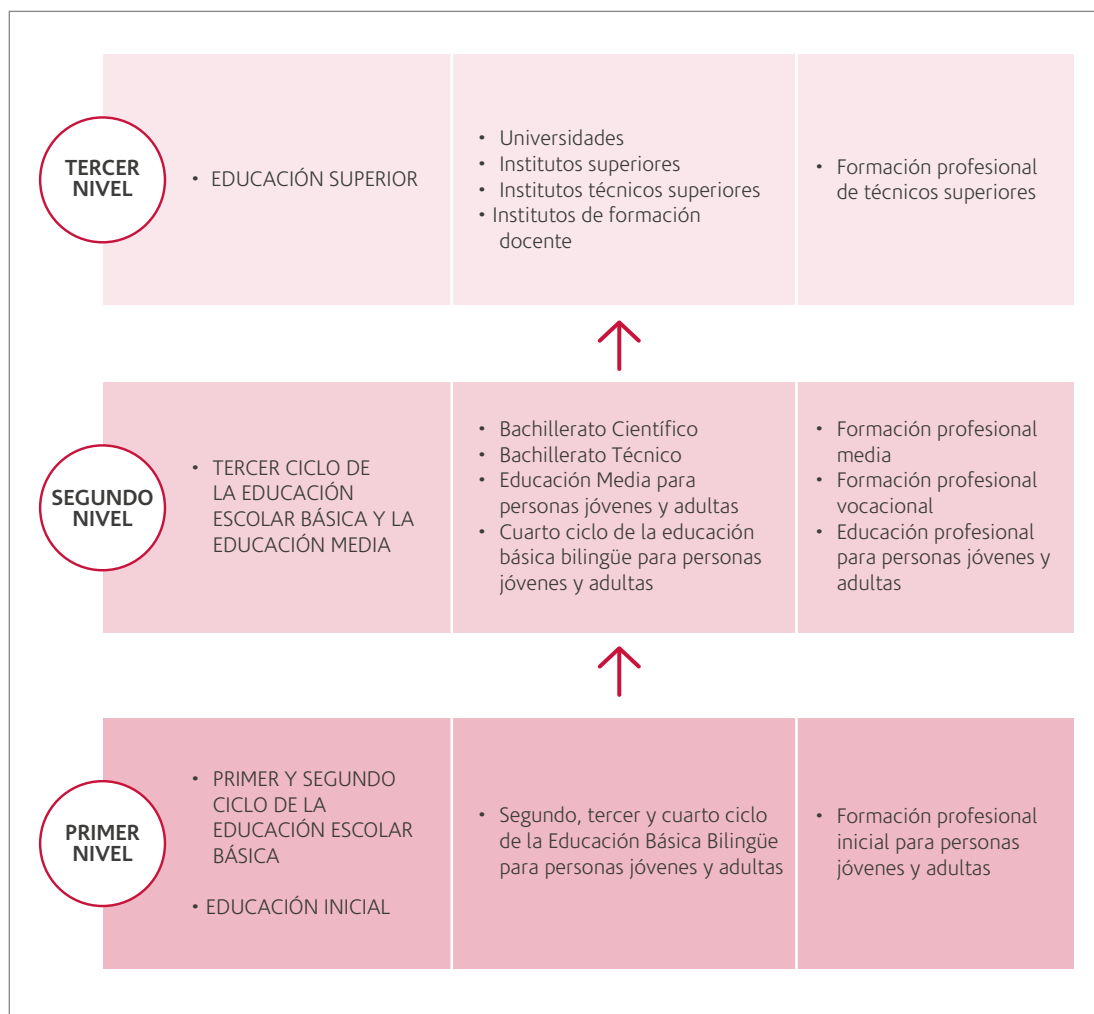 TERCER
NIVEL
• EDUCACIÓN SUPERIOR
• Universidades
• Institutos superiores
• Institutos técnicos superiores
• Institutos de formación
docente
• Formación profesional
de técnicos superiores
SEGUNDO
NIVEL
• TERCER CICLO DE
LA EDUCACIÓN
ESCOLAR BÁSICA Y LA
EDUCACIÓN MEDIA
• Bachillerato Científico
• Bachillerato Técnico
• Educación Media para
personas jóvenes y adultas
• Cuarto ciclo de la educación
básica bilingüe para personas
jóvenes y adultas
• Formación profesional
media
• Formación profesional
vocacional
• Educación profesional
para personas jóvenes y
adultas
PRIMER
NIVEL
• PRIMER Y SEGUNDO
CICLO DE LA
EDUCACIÓN ESCOLAR
BÁSICA
• EDUCACIÓN INICIAL
• Segundo, tercer y cuarto ciclo
de la Educación Básica Bilingüe
para personas jóvenes y adultas
• Formación profesional
inicial para personas
jóvenes y adultas